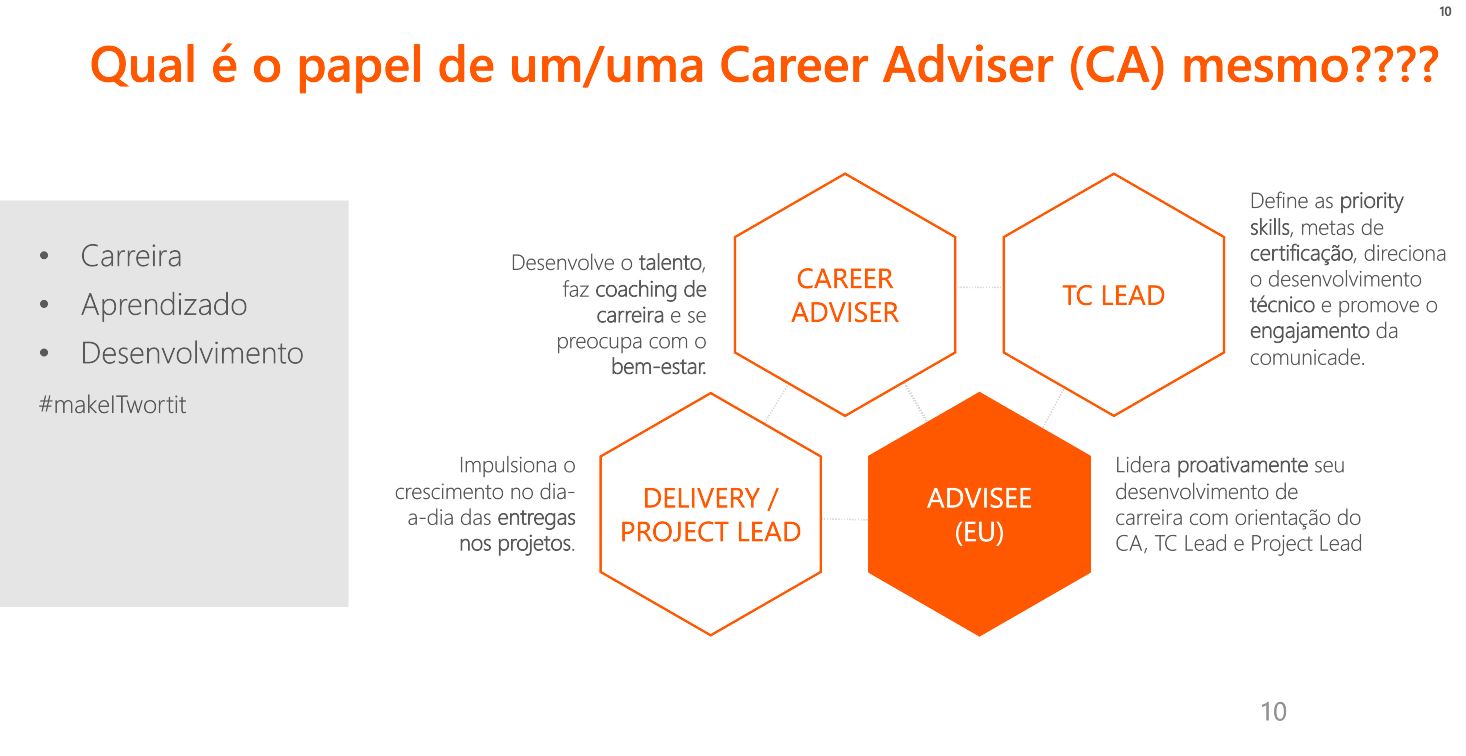 10
Qual é o papel de um/uma Career Adviser (CA) mesmo????
• Carreira
• Aprendizado
• Desenvolvimento
#makeITwortit
Desenvolve o talento,
faz coaching de
carreira e se
preocupa com o
bem-estar.
CAREER
ADVISER
TC LEAD
Define as priority
skills, metas de
certificação, direciona
o desenvolvimento
técnico e promove o
engajamento da
comunicade.
Impulsiona o
crescimento no dia-
a-dia das entregas
nos projetos.
DELIVERY /
PROJECT LEAD
ADVISEE
(EU)
Lidera proativamente seu
desenvolvimento de
carreira com orientação do
CA, TC Lead e Project Lead
10